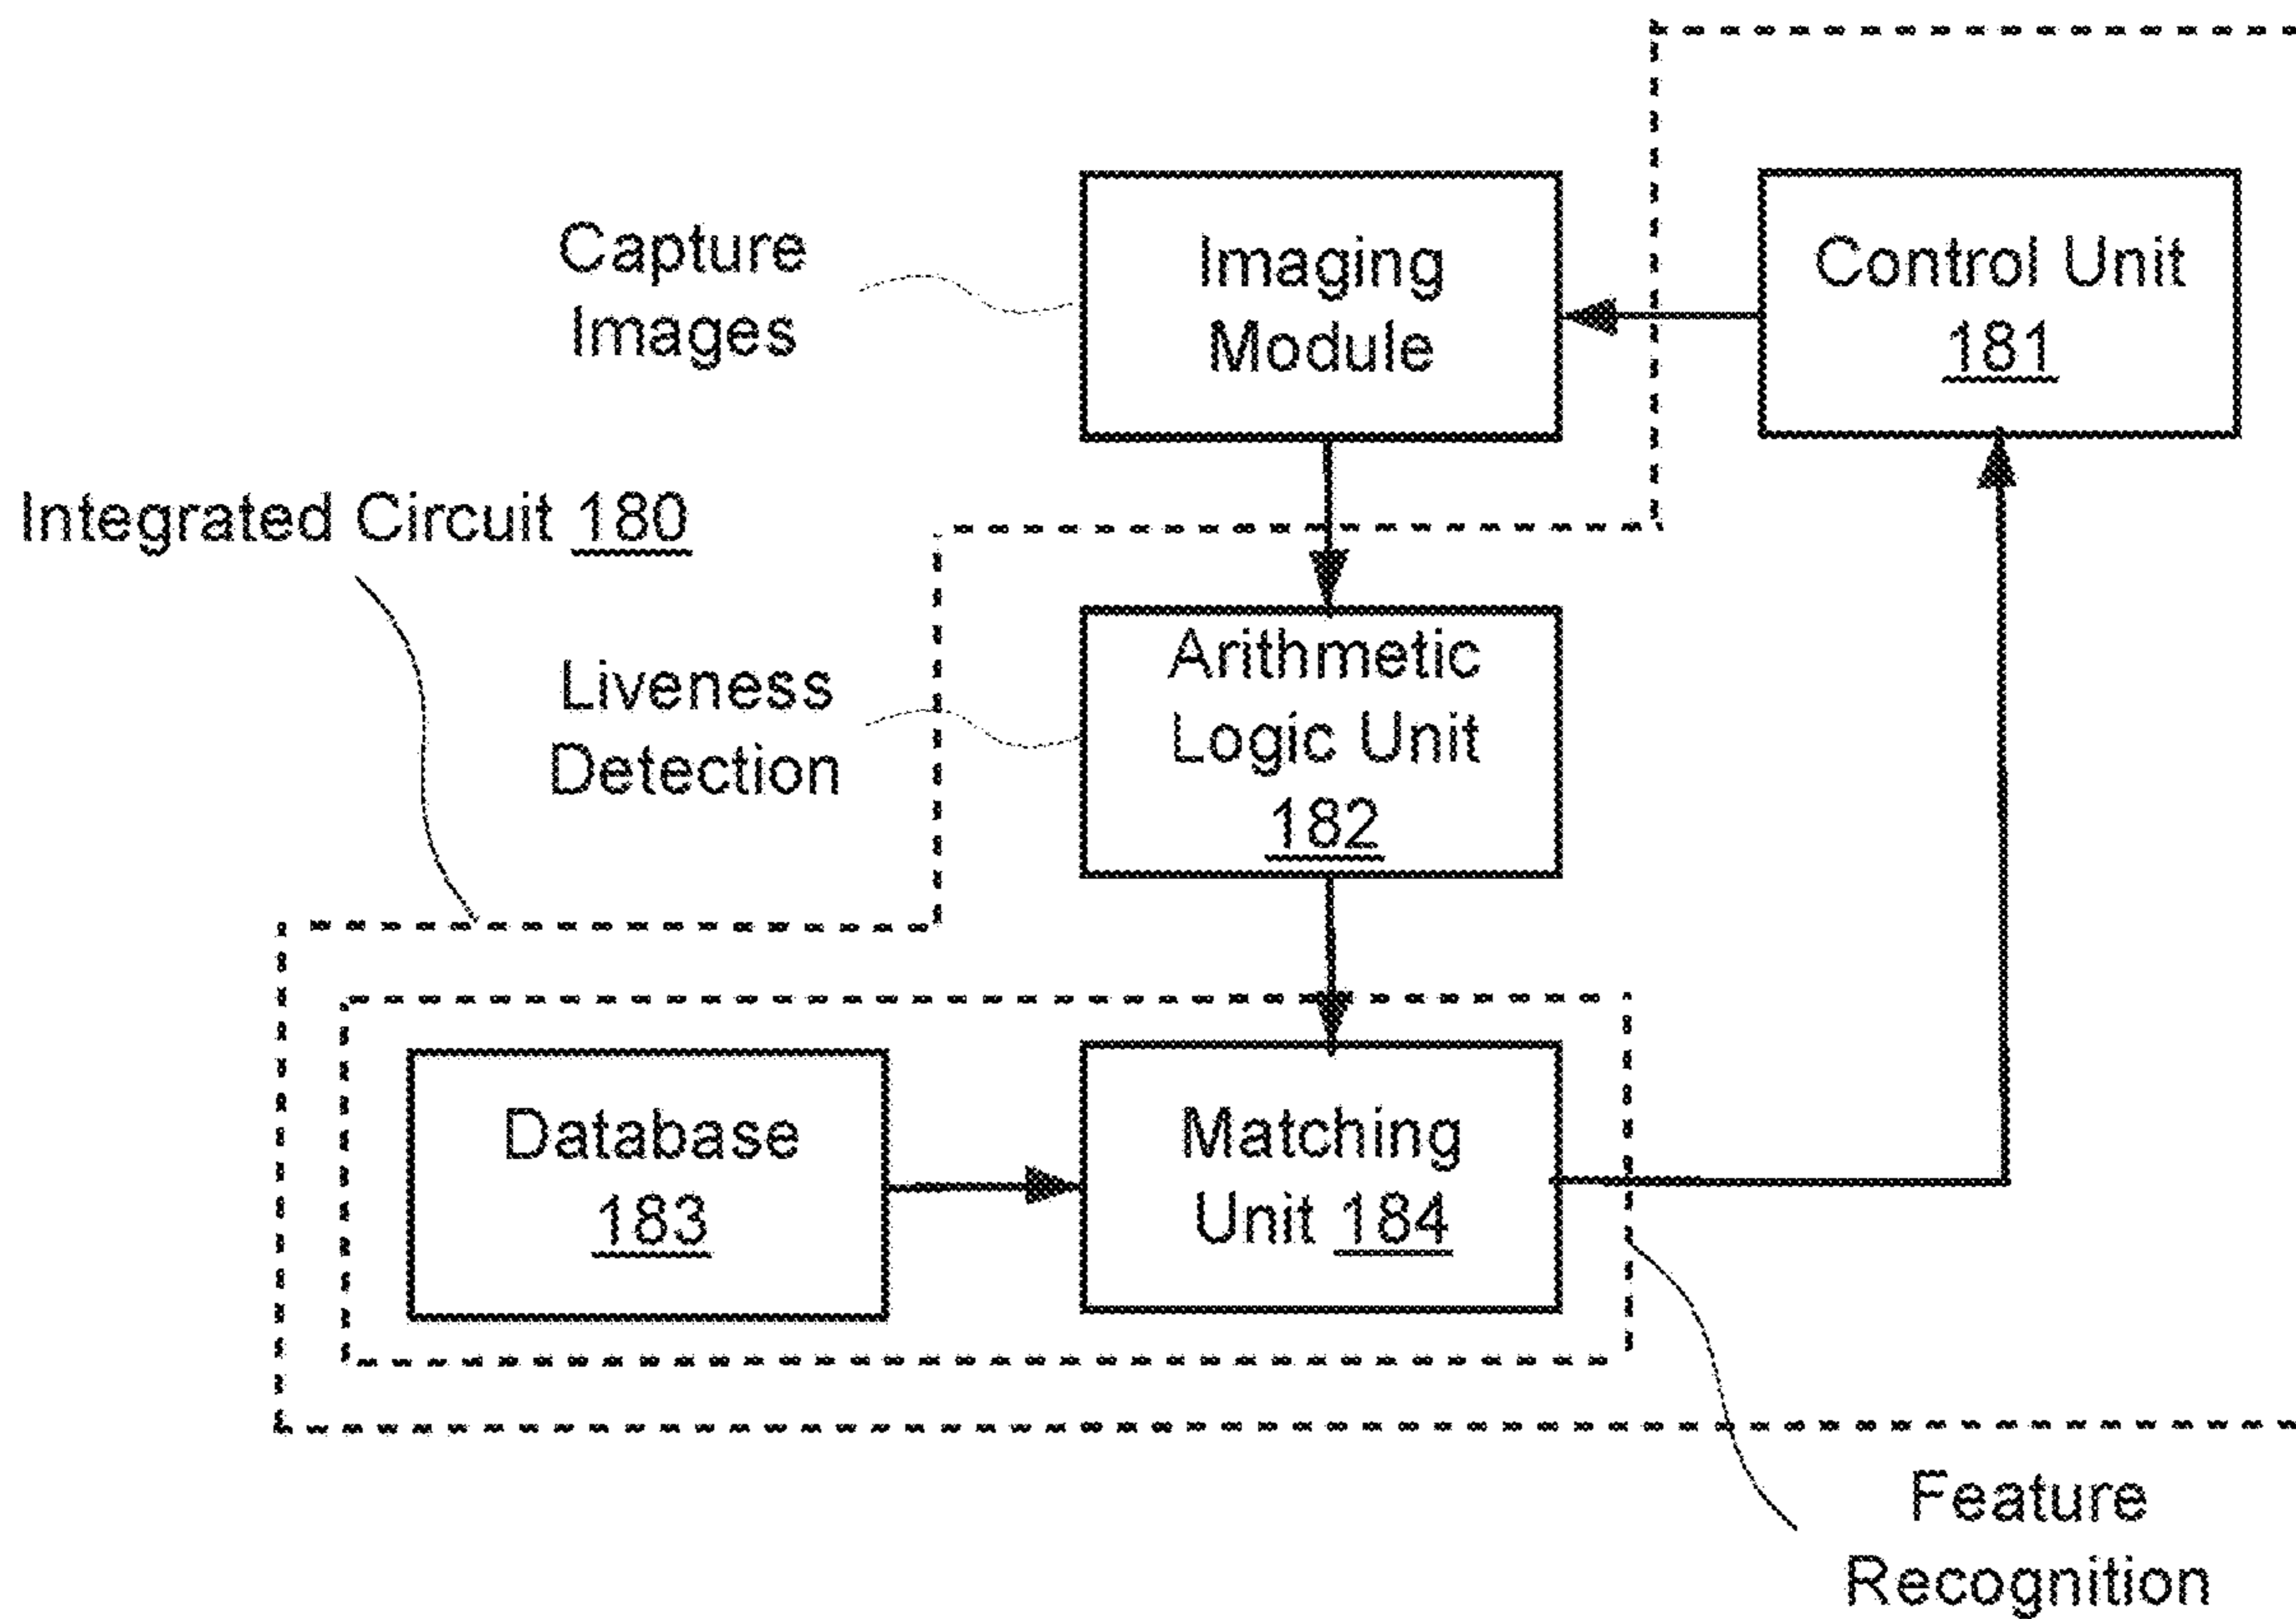 Capture
Images
Imaging
Module
Control Unit
181
Integrated Circuit 180
Liveness
Detection
Arithmetic
Logic Unit
182
Database
183
Matching
Unit 184
Feature
Recognition